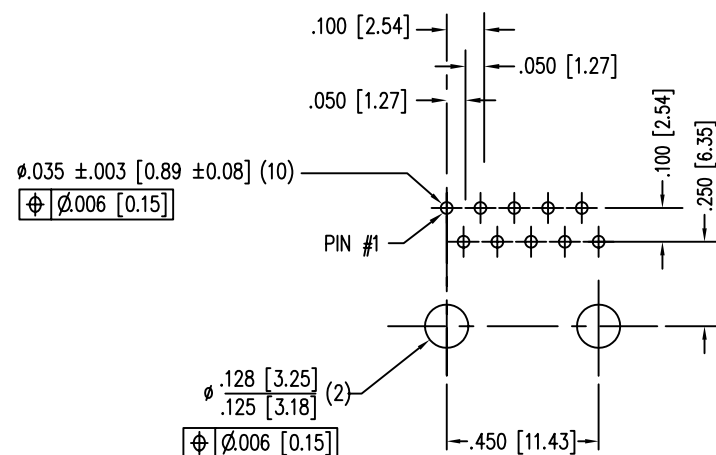 .100 [2.54]
.050 [1.27]
.050 [1.27]
.100 [2.54]
.250 [6.35]
ø.035 ±.003 [0.89 ±0.08] (10)
⌖ Ø.006 [0.15]
PIN #1
ø .128 [3.25]
.125 [3.18] (2)
⌖ Ø.006 [0.15]
.450 [11.43]